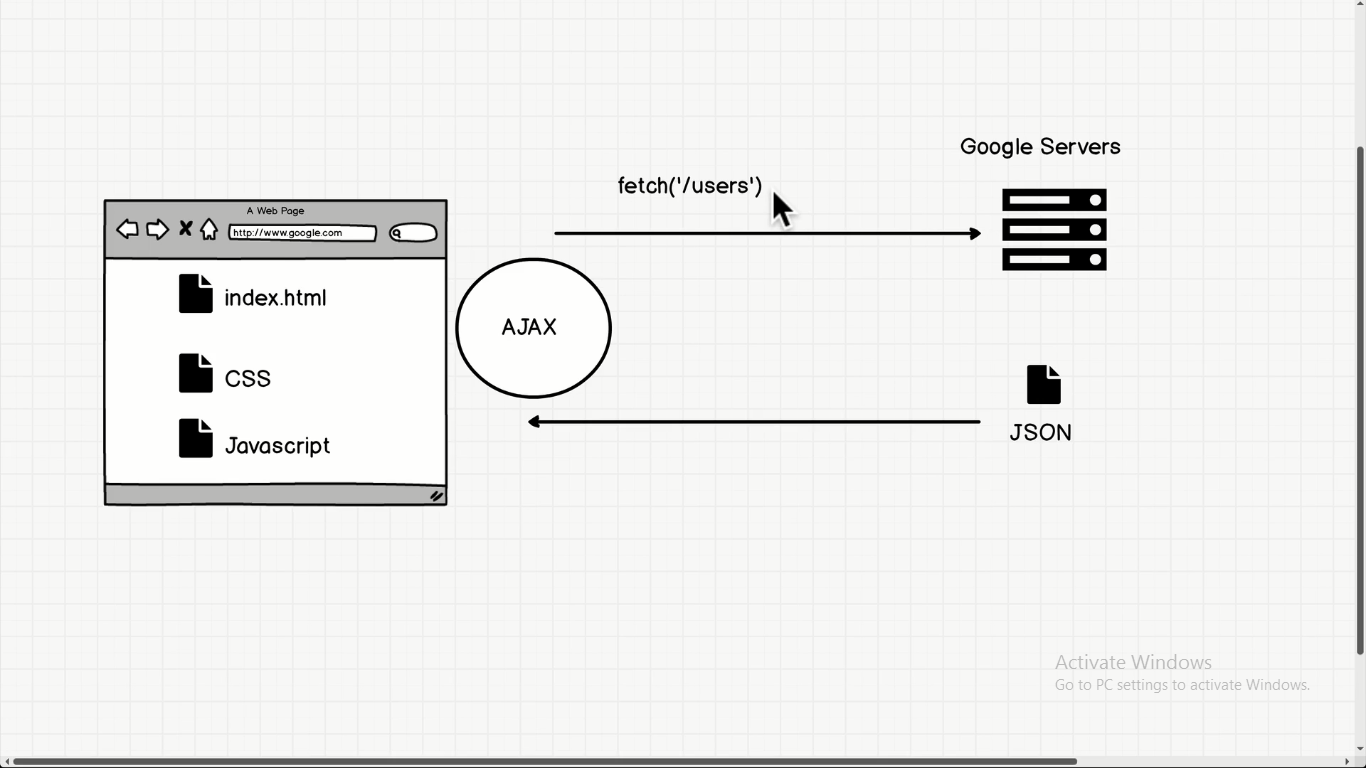 Google Servers
fetch('/users')
A Web Page
http://www.google.com
index.html
AJAX
CSS
Javascript
JSON
Activate Windows
Go to PC settings to activate Windows.